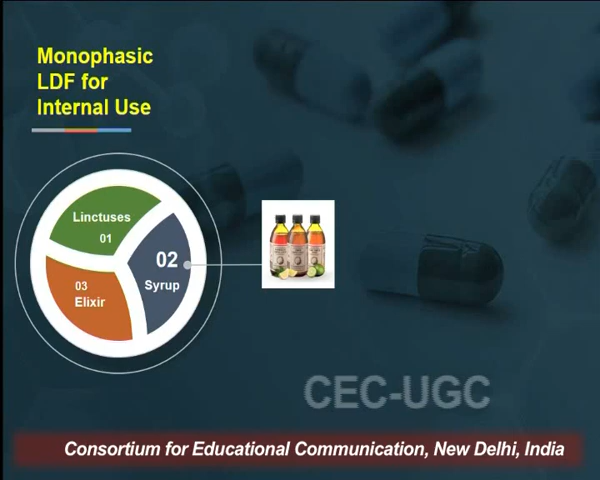 Monophasic
LDF for
Internal Use
Linctuses
01
02
Syrup
03
Elixir
CEC-UGC
Consortium for Educational Communication, New Delhi, India